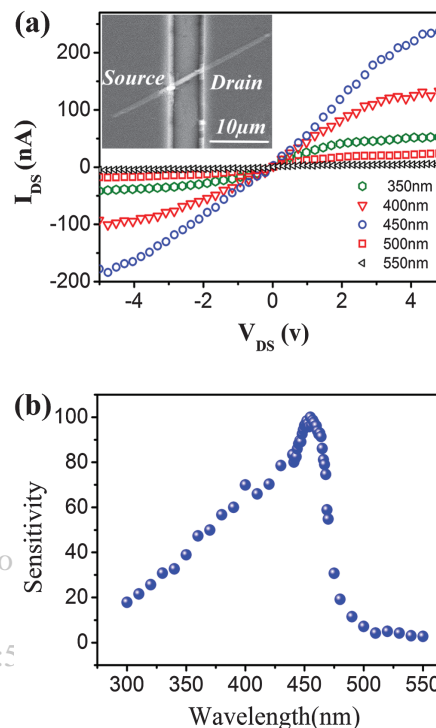 (a)
250
200
100
0
-100
-200
I_DS (nA)
Source
Drain
10μm
350nm
400nm
450nm
500nm
550nm
-4 -2 0 2 4
V_DS (v)
(b)
100
80
60
40
20
0
Sensitivity
300 350 400 450 500 550
Wavelength(nm)